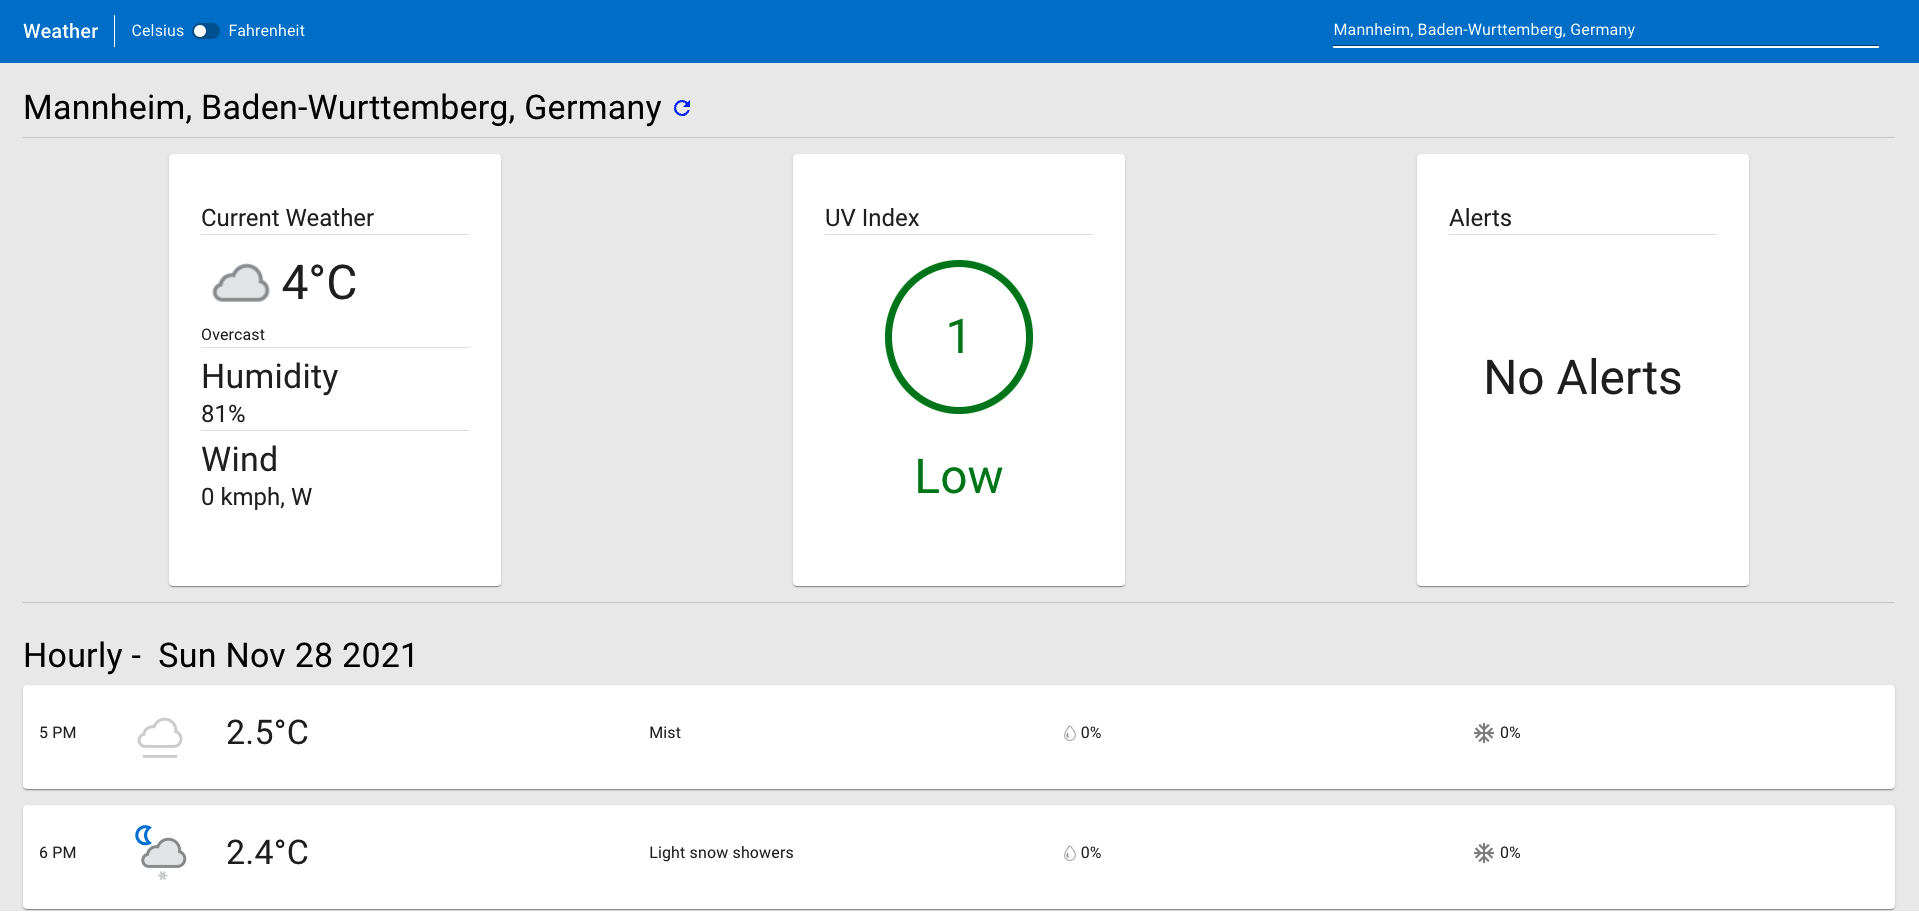 Weather
Celsius Fahrenheit
Mannheim, Baden-Wurttemberg, Germany
Mannheim, Baden-Wurttemberg, Germany
Current Weather
4°C
Overcast
Humidity
81%
Wind
0 kmph, W
UV Index
1
Low
Alerts
No Alerts
Hourly - Sun Nov 28 2021
5 PM 2.5°C Mist 0% 0%
6 PM 2.4°C Light snow showers 0% 0%